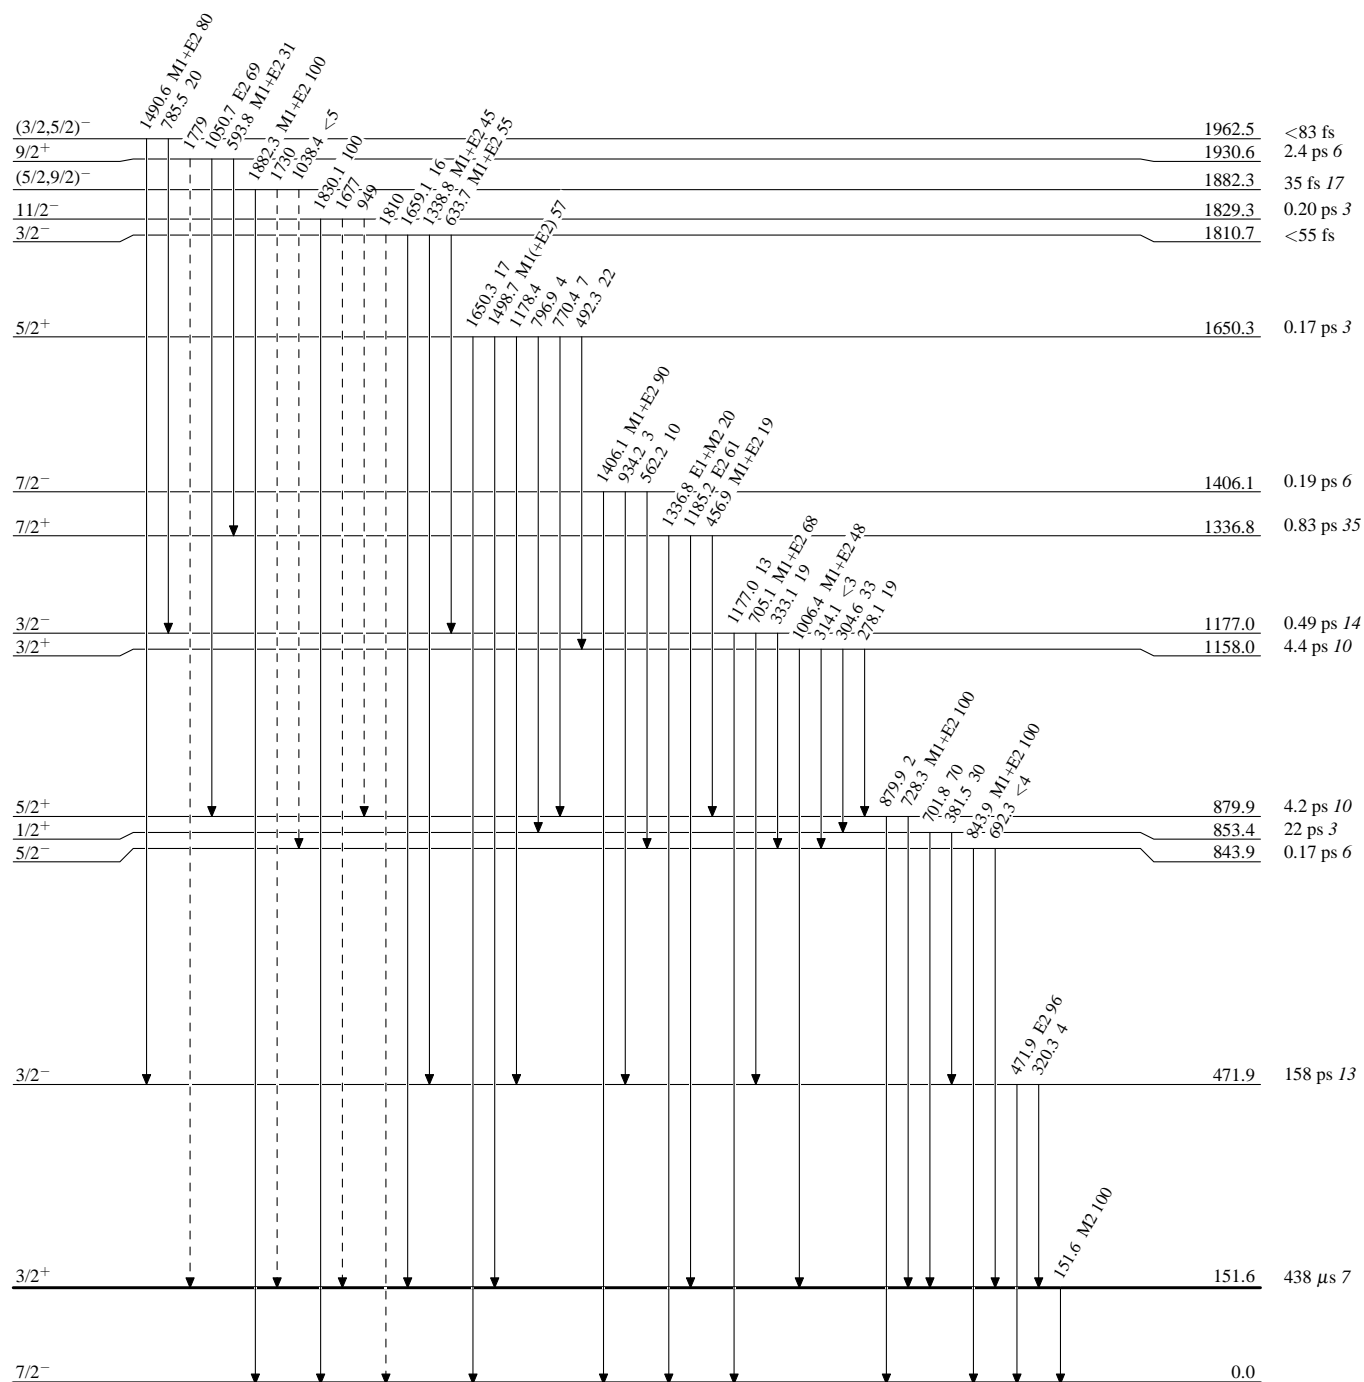 1490.6 M1+E2 80
785.5 20
1779
1050.7 E2 69
593.8 M1+E2 31
1882.3 M1+E2 100
1730
1038.4 <5
1830.1 100
1677
949
1810
1659.1 16
1338.8 M1+E2 45
633.7 M1+E2 55
(3/2,5/2)− 1962.5 <83 fs
9/2+ 1930.6 2.4 ps 6
(5/2,9/2)− 1882.3 35 fs 17
11/2− 1829.3 0.20 ps 3
3/2− 1810.7 <55 fs
1650.3 17
1498.7 M1(+E2) 57
1178.4
796.9 4
770.4 7
492.3 22
5/2+ 1650.3 0.17 ps 3
1406.1 M1+E2 90
934.2 3
562.2 10
7/2− 1406.1 0.19 ps 6
1336.8 E1+M2 20
1185.2 E2 61
456.9 M1+E2 19
7/2+ 1336.8 0.83 ps 35
1177.0 13
705.1 M1+E2 68
333.1 19
3/2− 1177.0 0.49 ps 14
1006.4 M1+E2 48
314.1 <3
304.6 33
278.1 19
3/2+ 1158.0 4.4 ps 10
879.9 2
728.3 M1+E2 100
5/2+ 879.9 4.2 ps 10
701.8 70
381.5 30
1/2+ 853.4 22 ps 3
843.9 M1+E2 100
692.3 <4
5/2− 843.9 0.17 ps 6
471.9 E2 96
320.3 4
3/2− 471.9 158 ps 13
151.6 M2 100
3/2+ 151.6 438 μs 7
7/2− 0.0